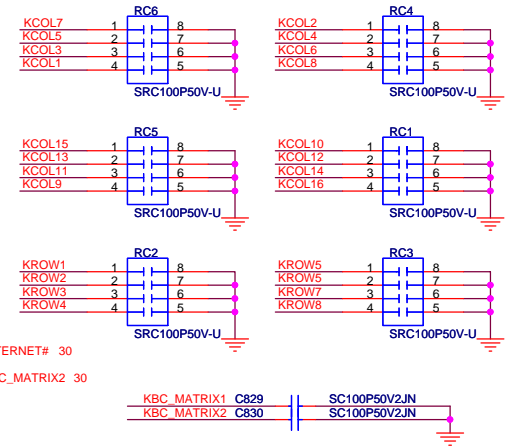 RC6
KCOL7 1 8
KCOL5 2 7
KCOL3 3 6
KCOL1 4 5
SRC100P50V-U
RC4
KCOL2 1 8
KCOL4 2 7
KCOL6 3 6
KCOL8 4 5
SRC100P50V-U
RC5
KCOL15 1 8
KCOL13 2 7
KCOL11 3 6
KCOL9 4 5
SRC100P50V-U
RC1
KCOL10 1 8
KCOL12 2 7
KCOL14 3 6
KCOL16 4 5
SRC100P50V-U
RC2
KROW1 1 8
KROW2 2 7
KROW3 3 6
KROW4 4 5
SRC100P50V-U
RC3
KROW5 1 8
KROW5 2 7
KROW7 3 6
KROW8 4 5
SRC100P50V-U
TERNET# 30
C_MATRIX2 30
KBC_MATRIX1 C829 SC100P50V2JN
KBC_MATRIX2 C830 SC100P50V2JN